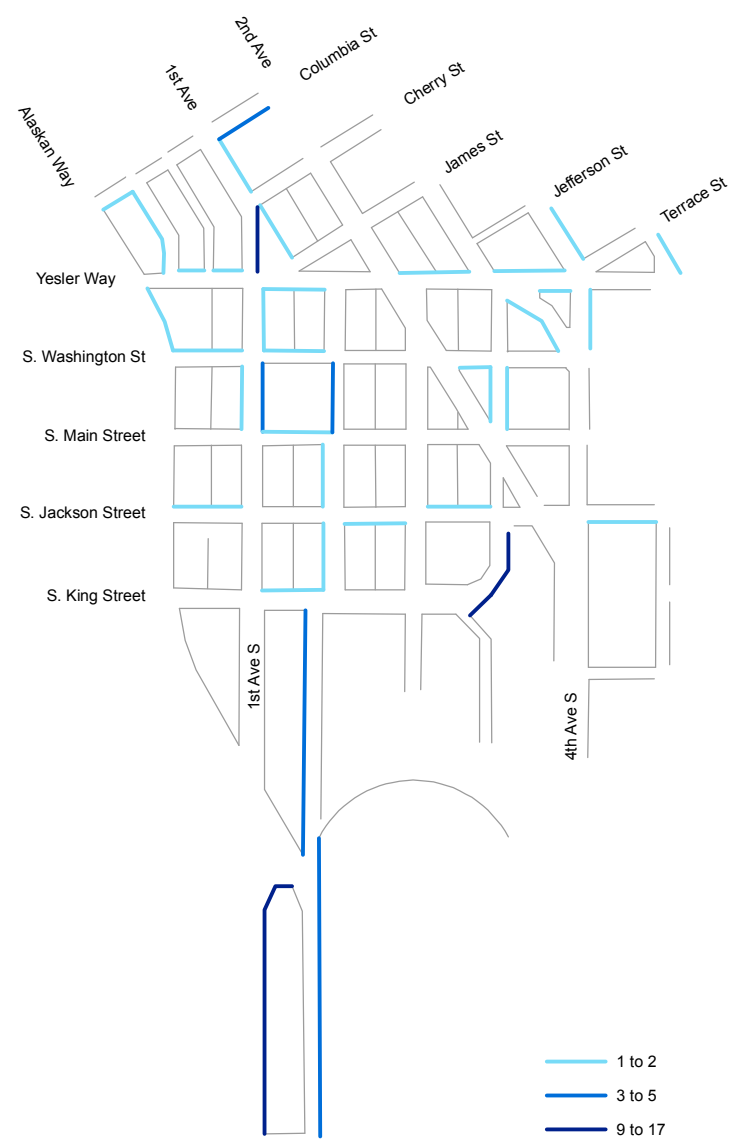 2nd Ave
Columbia St
1st Ave
Cherry St
Alaskan Way
James St
Jefferson St
Terrace St
Yesler Way
S. Washington St
S. Main Street
S. Jackson Street
S. King Street
1st Ave S
4th Ave S
1 to 2
3 to 5
9 to 17